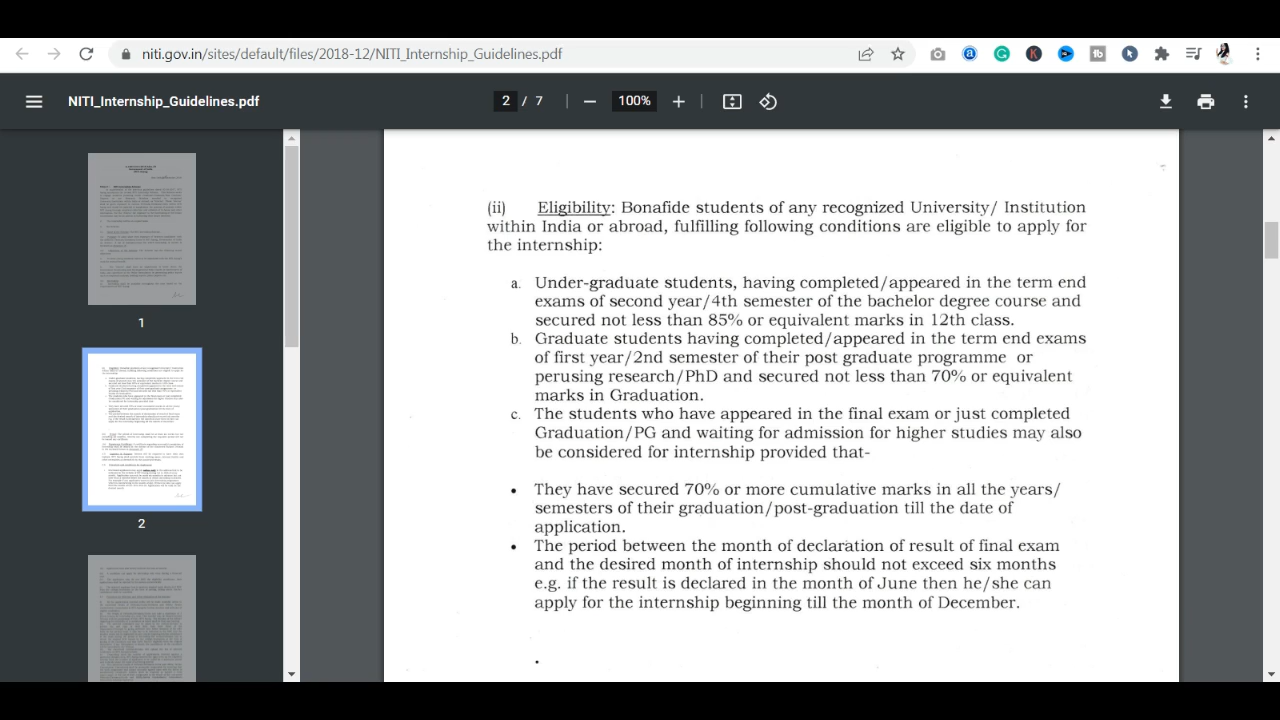 niti.gov.in/sites/default/files/2018-12/NITI_Internship_Guidelines.pdf
NITI_Internship_Guidelines.pdf
2 / 7
100%
(ii) Eligibility: Bonafide students of any recognized University/ Institution
within India or abroad, fulfilling following conditions are eligible to apply for
the internship:
a. Under-graduate students, having completed/appeared in the term end
exams of second year/4th semester of the bachelor degree course and
secured not less than 85% or equivalent marks in 12th class.
b. Graduate students having completed/appeared in the term end exams
of first year/2nd semester of their post graduate programme or
research/PhD and secured not less than 70% or equivalent
marks in Graduation.
c. The students who have appeared in the final exam or just completed
Graduation/PG and waiting for admission for higher studies may also
considered for internship provided that-
• They have secured 70% or more cumulative marks in all the years/
semesters of their graduation/post-graduation till the date of
application.
• The period between the month of declaration of result of final exam
and the desired month of internship should not exceed six months
e.g if the result is declared in the month of June then he/she can
apply for the internship beginning till the month of December.
1
2